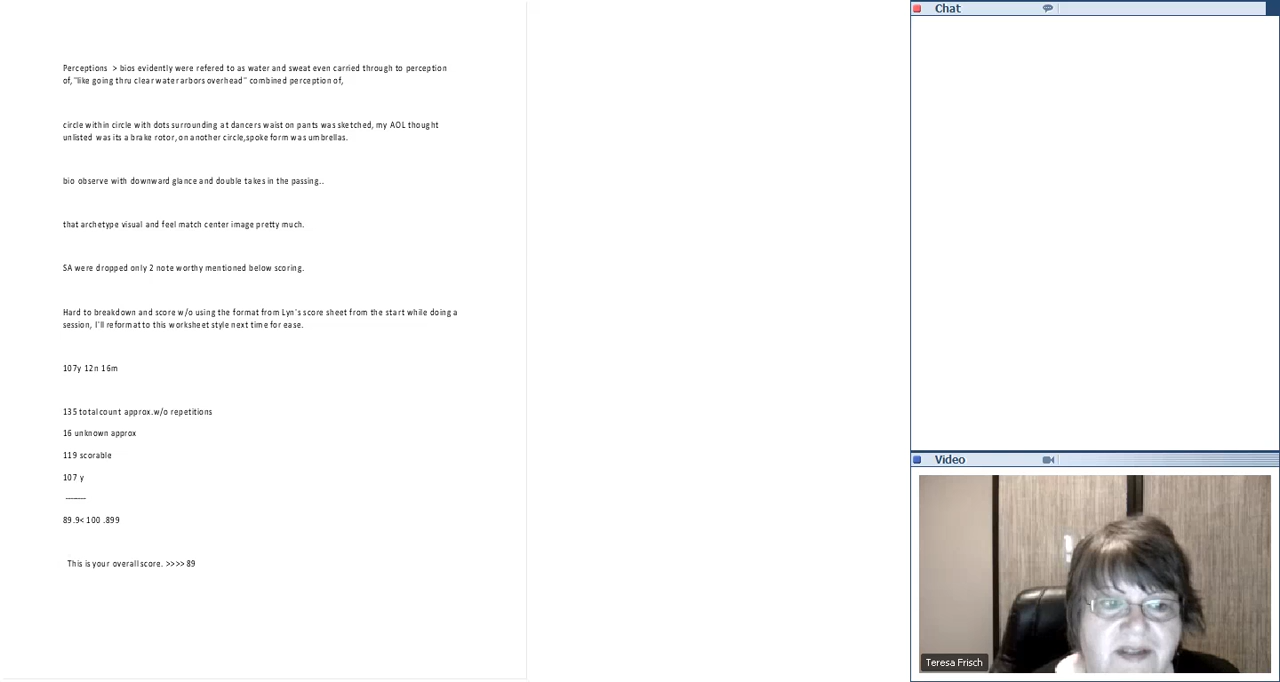 Perceptions > bios evidently were refered to as water and sweat even carried through to perception
of, "like going thru clear water arbors overhead" combined perception of,
circle within circle with dots surrounding at dancers waist on pants was sketched, my AOL thought
unlisted was its a brake rotor, on another circle,spoke form was umbrellas.
bio observe with downward glance and double takes in the passing..
that archetype visual and feel match center image pretty much.
SA were dropped only 2 note worthy mentioned below scoring.
Hard to breakdown and score w/o using the format from Lyn's score sheet from the start while doing a
session, I'll reformat to this worksheet style next time for ease.
107y 12n 16m
135 total count approx.w/o repetitions
16 unknown approx
119 scorable
107 y
--------
89.9< 100 .899
This is your overall score. >>>> 89
Chat
Video
Teresa Frisch